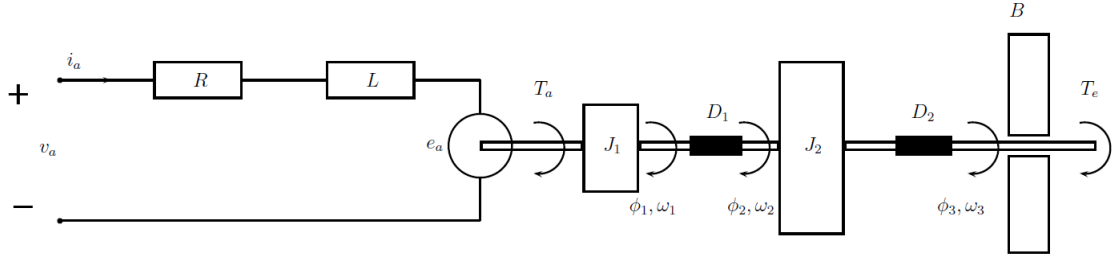 B
i_a
+
R
L
T_a
D_1
D_2
T_e
v_a
e_a
J_1
J_2
−
ϕ_1, ω_1
ϕ_2, ω_2
ϕ_3, ω_3